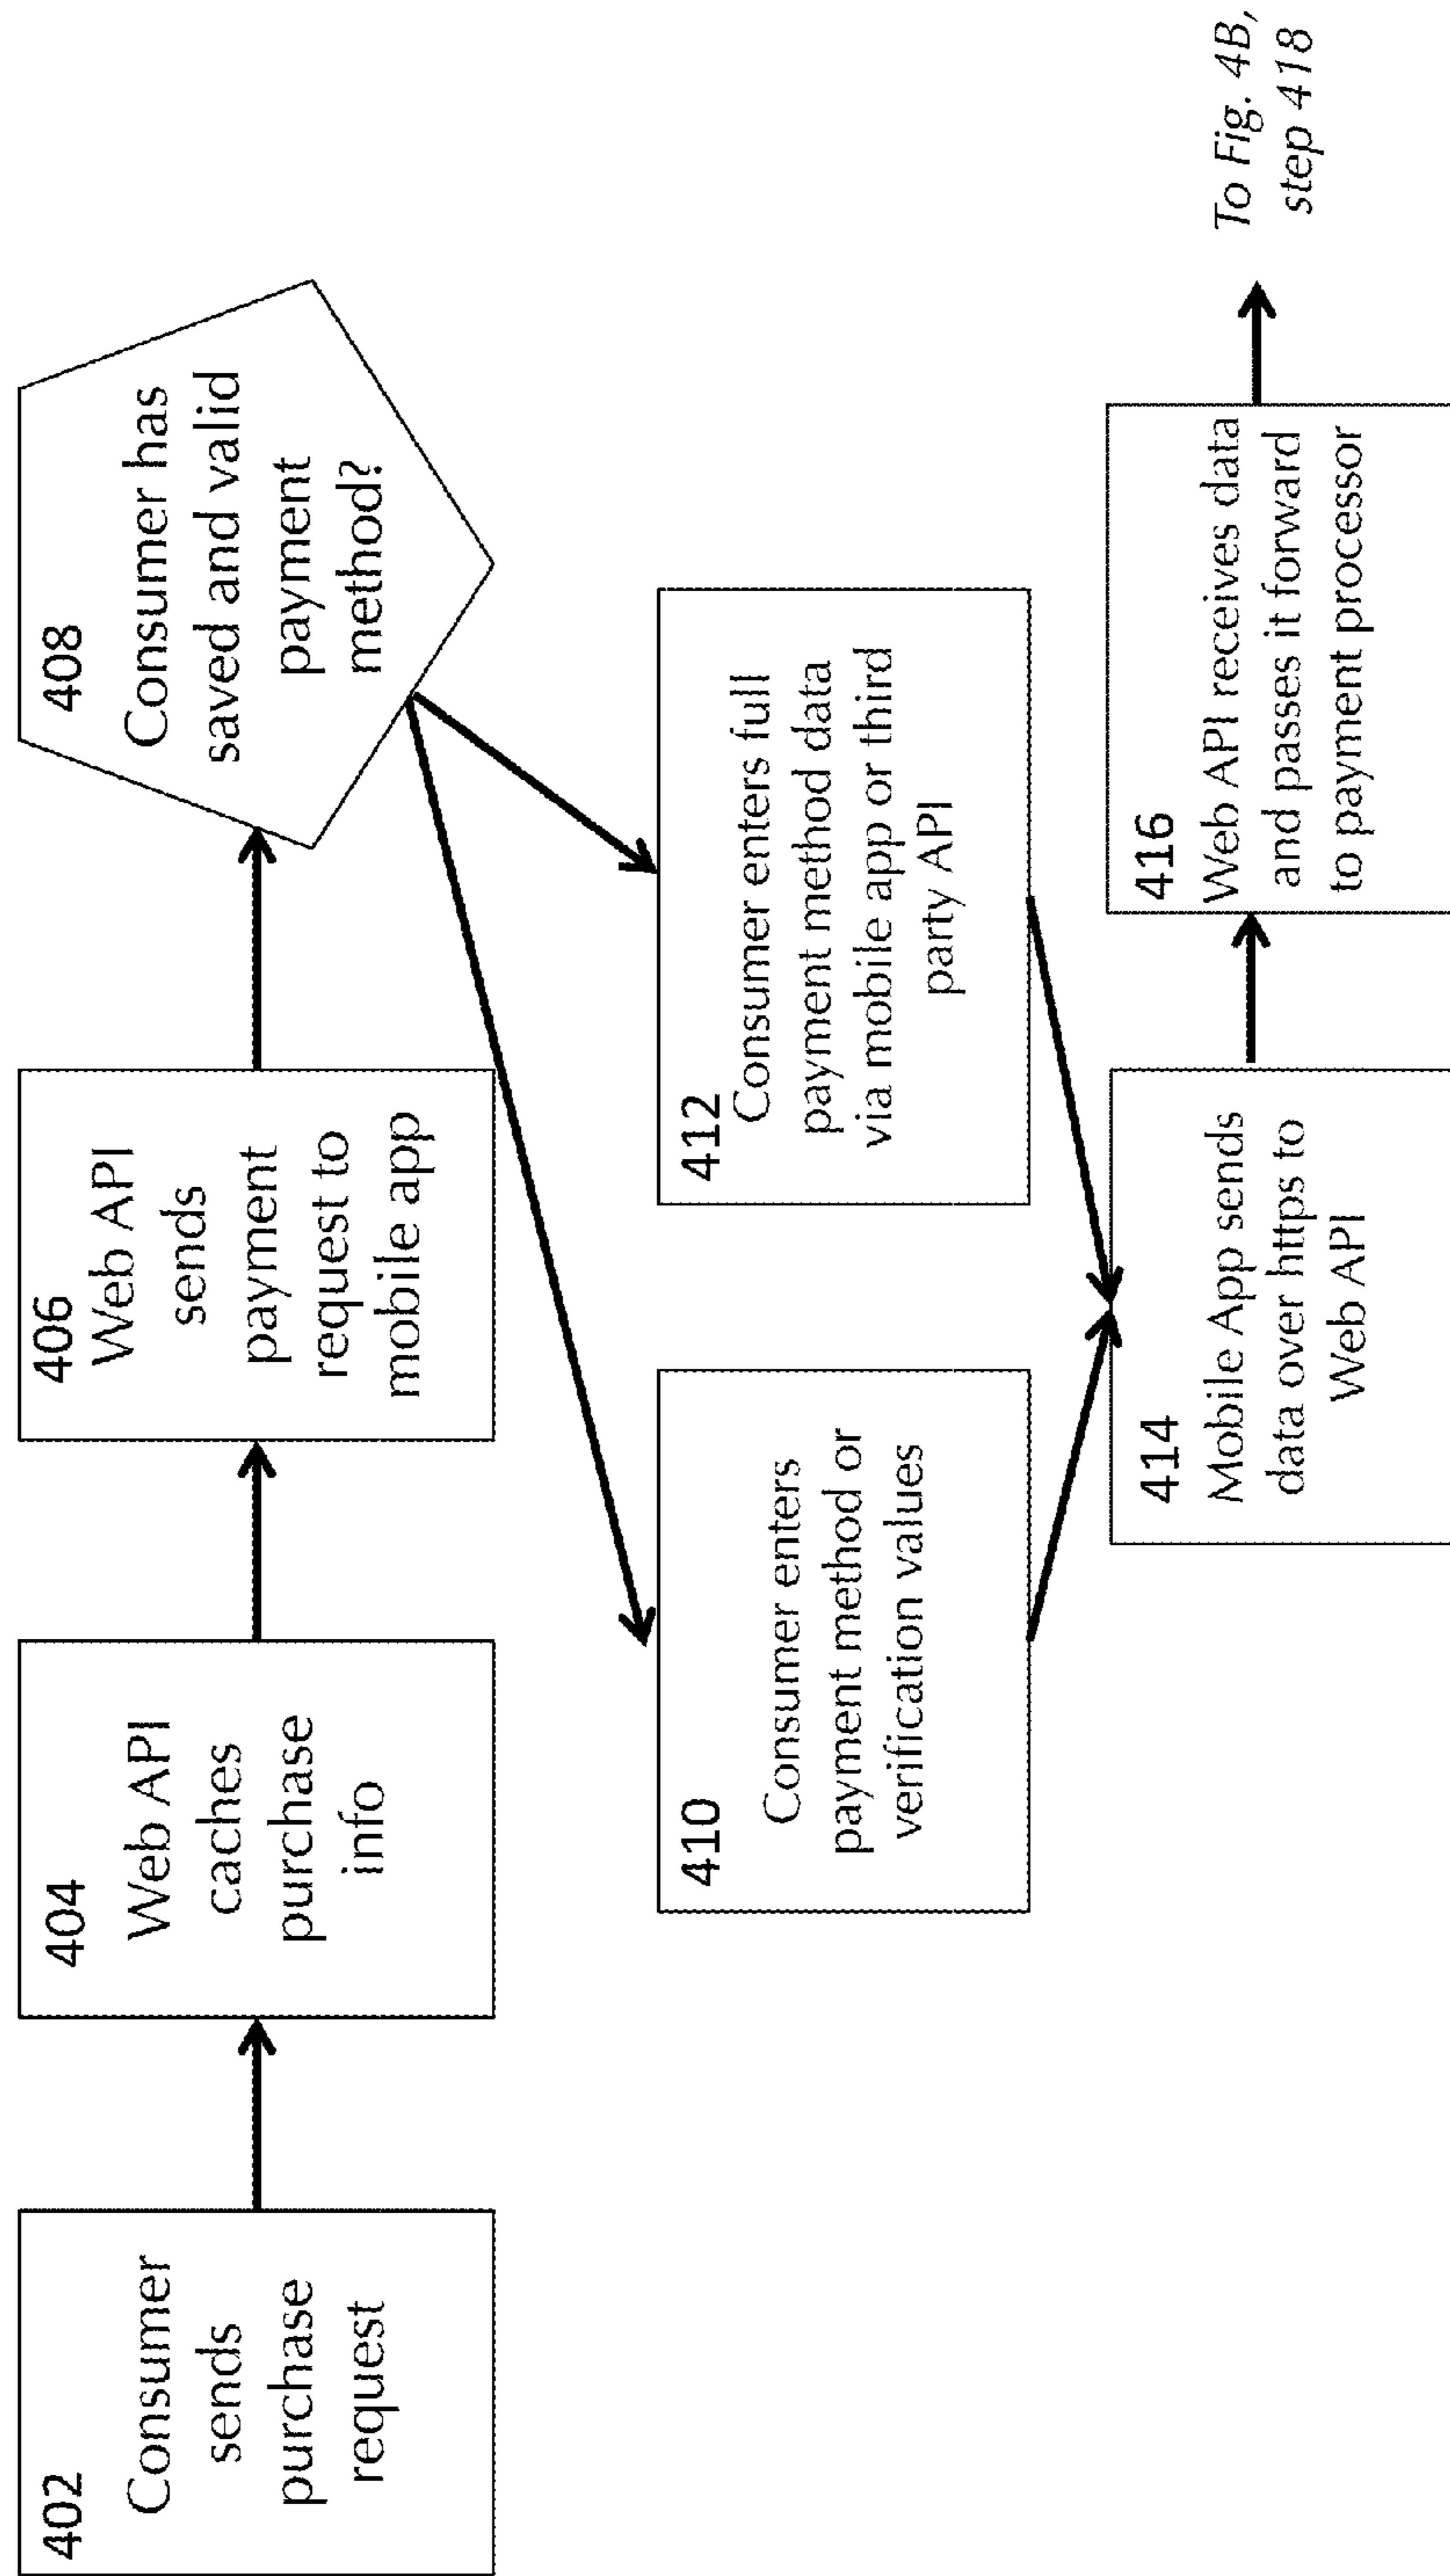 402
Consumer
sends
purchase
request
404
Web API
caches
purchase
info
406
Web API
sends
payment
request to
mobile app
408
Consumer has
saved and valid
payment
method?
410
Consumer enters
payment method or
verification values
412
Consumer enters full
payment method data
via mobile app or third
party API
414
Mobile App sends
data over https to
Web API
416
Web API receives data
and passes it forward
to payment processor
To Fig. 4B,
step 418